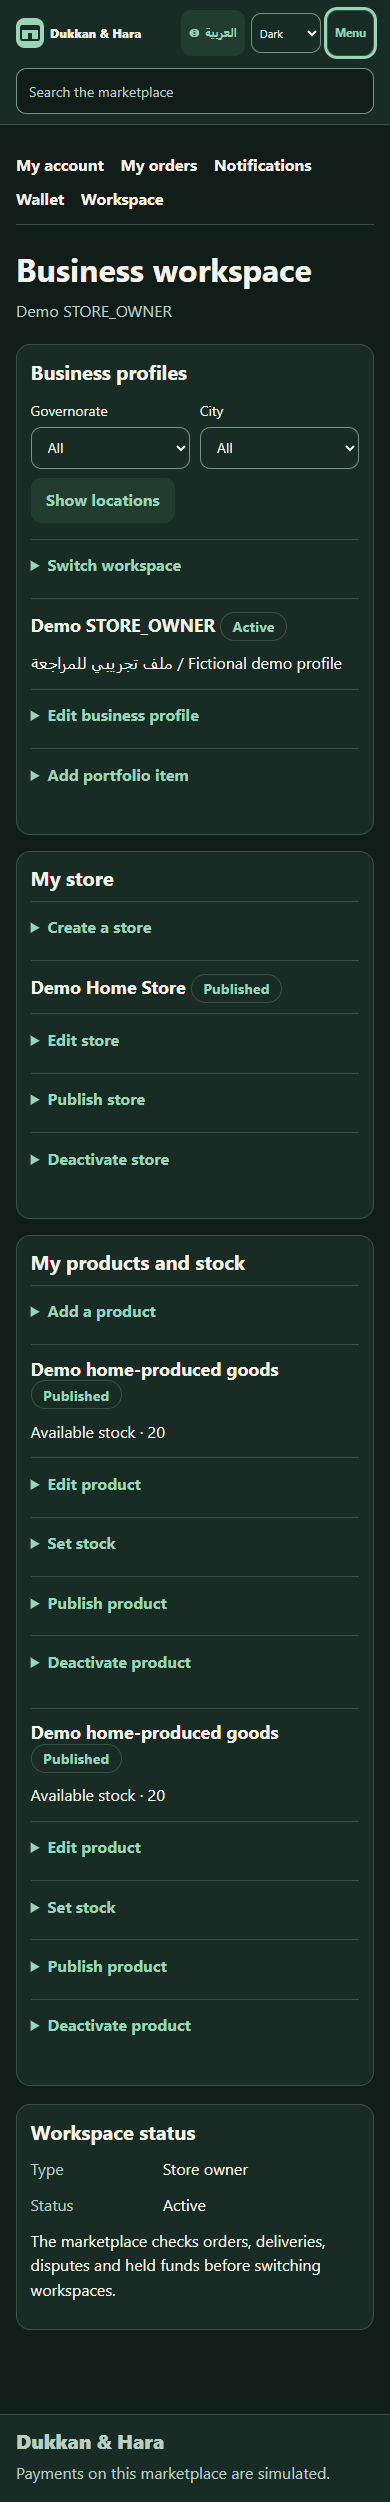 Dukkan & Hara
العربية
Dark
Menu
Search the marketplace
My account My orders Notifications
Wallet Workspace
Business workspace
Demo STORE_OWNER
Business profiles
Governorate City
All All
Show locations
Switch workspace
Demo STORE_OWNER Active
ملف تجريبي للمراجعة / Fictional demo profile
Edit business profile
Add portfolio item
My store
Create a store
Demo Home Store Published
Edit store
Publish store
Deactivate store
My products and stock
Add a product
Demo home-produced goods
Published
Available stock · 20
Edit product
Set stock
Publish product
Deactivate product
Demo home-produced goods
Published
Available stock · 20
Edit product
Set stock
Publish product
Deactivate product
Workspace status
Type Store owner
Status Active
The marketplace checks orders, deliveries,
disputes and held funds before switching
workspaces.
Dukkan & Hara
Payments on this marketplace are simulated.